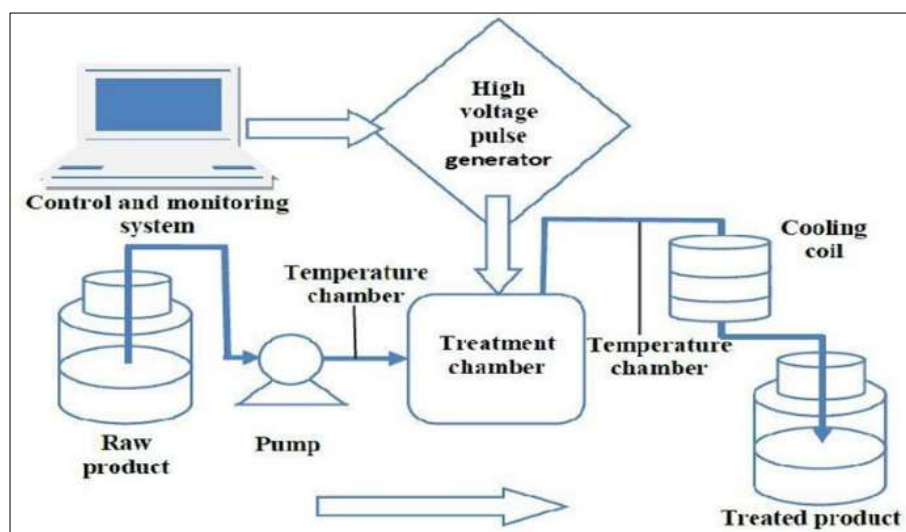 High
voltage
pulse
generator
Control and monitoring
system
Cooling
coil
Temperature
chamber
Treatment
chamber
Temperature
chamber
Raw
product
Pump
Treated product